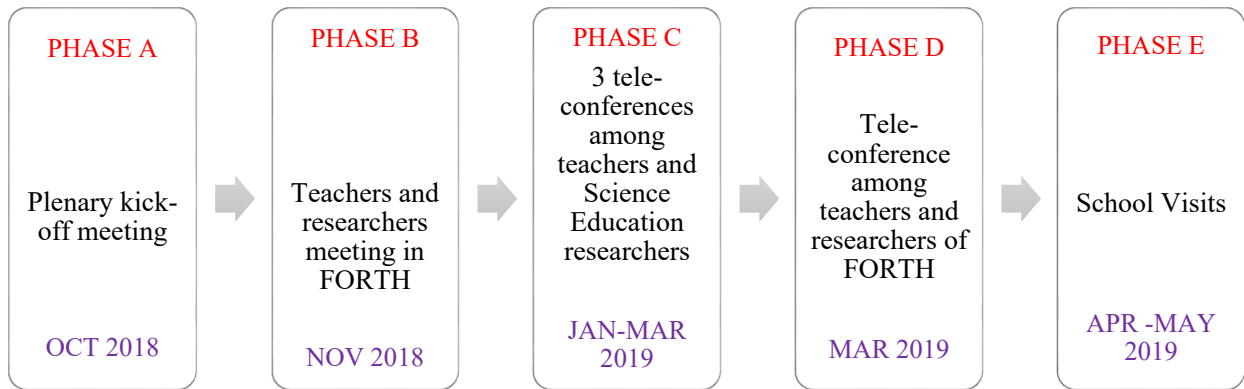 PHASE A
Plenary kick-
off meeting
OCT 2018
PHASE B
Teachers and
researchers
meeting in
FORTH
NOV 2018
PHASE C
3 tele-
conferences
among
teachers and
Science
Education
researchers
JAN-MAR
2019
PHASE D
Tele-
conference
among
teachers and
researchers of
FORTH
MAR 2019
PHASE E
School Visits
APR -MAY
2019